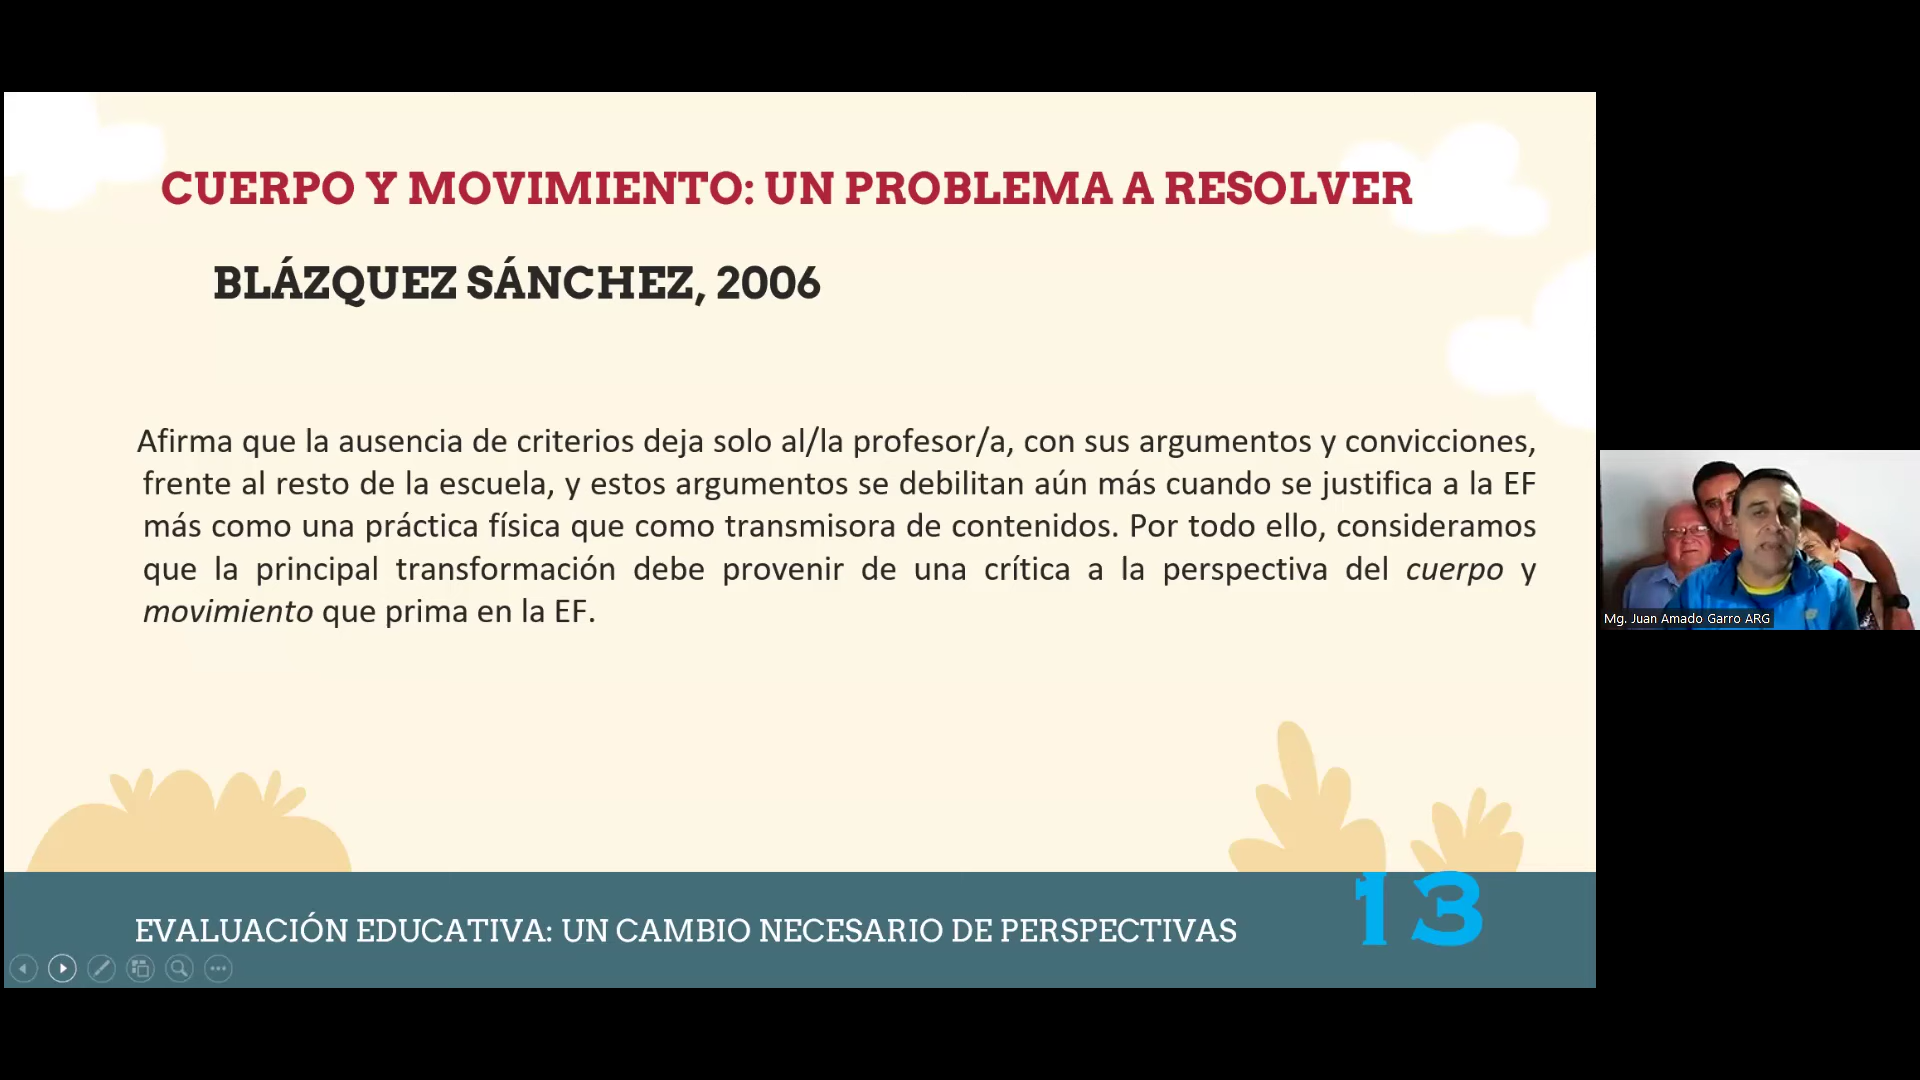 CUERPO Y MOVIMIENTO: UN PROBLEMA A RESOLVER
BLÁZQUEZ SÁNCHEZ, 2006
Afirma que la ausencia de criterios deja solo al/la profesor/a, con sus argumentos y convicciones,
frente al resto de la escuela, y estos argumentos se debilitan aún más cuando se justifica a la EF
más como una práctica física que como transmisora de contenidos. Por todo ello, consideramos
que la principal transformación debe provenir de una crítica a la perspectiva del cuerpo y
movimiento que prima en la EF.
Mg. Juan Amado Garro ARG
EVALUACIÓN EDUCATIVA: UN CAMBIO NECESARIO DE PERSPECTIVAS
13